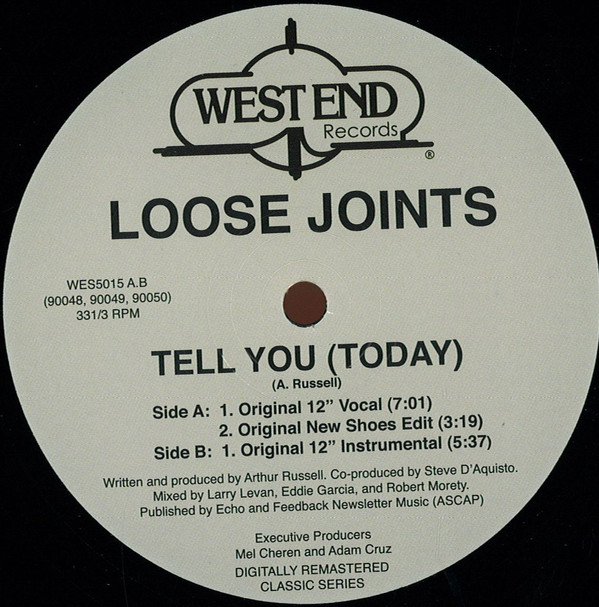 WEST END
Records
®
LOOSE JOINTS
WES5015 A.B
(90048, 90049, 90050)
331/3 RPM
TELL YOU (TODAY)
(A. Russell)
Side A: 1. Original 12” Vocal (7:01)
2. Original New Shoes Edit (3:19)
Side B: 1. Original 12” Instrumental (5:37)
Written and produced by Arthur Russell. Co-produced by Steve D'Aquisto.
Mixed by Larry Levan, Eddie Garcia, and Robert Morety.
Published by Echo and Feedback Newsletter Music (ASCAP)
Executive Producers
Mel Cheren and Adam Cruz
DIGITALLY REMASTERED
CLASSIC SERIES